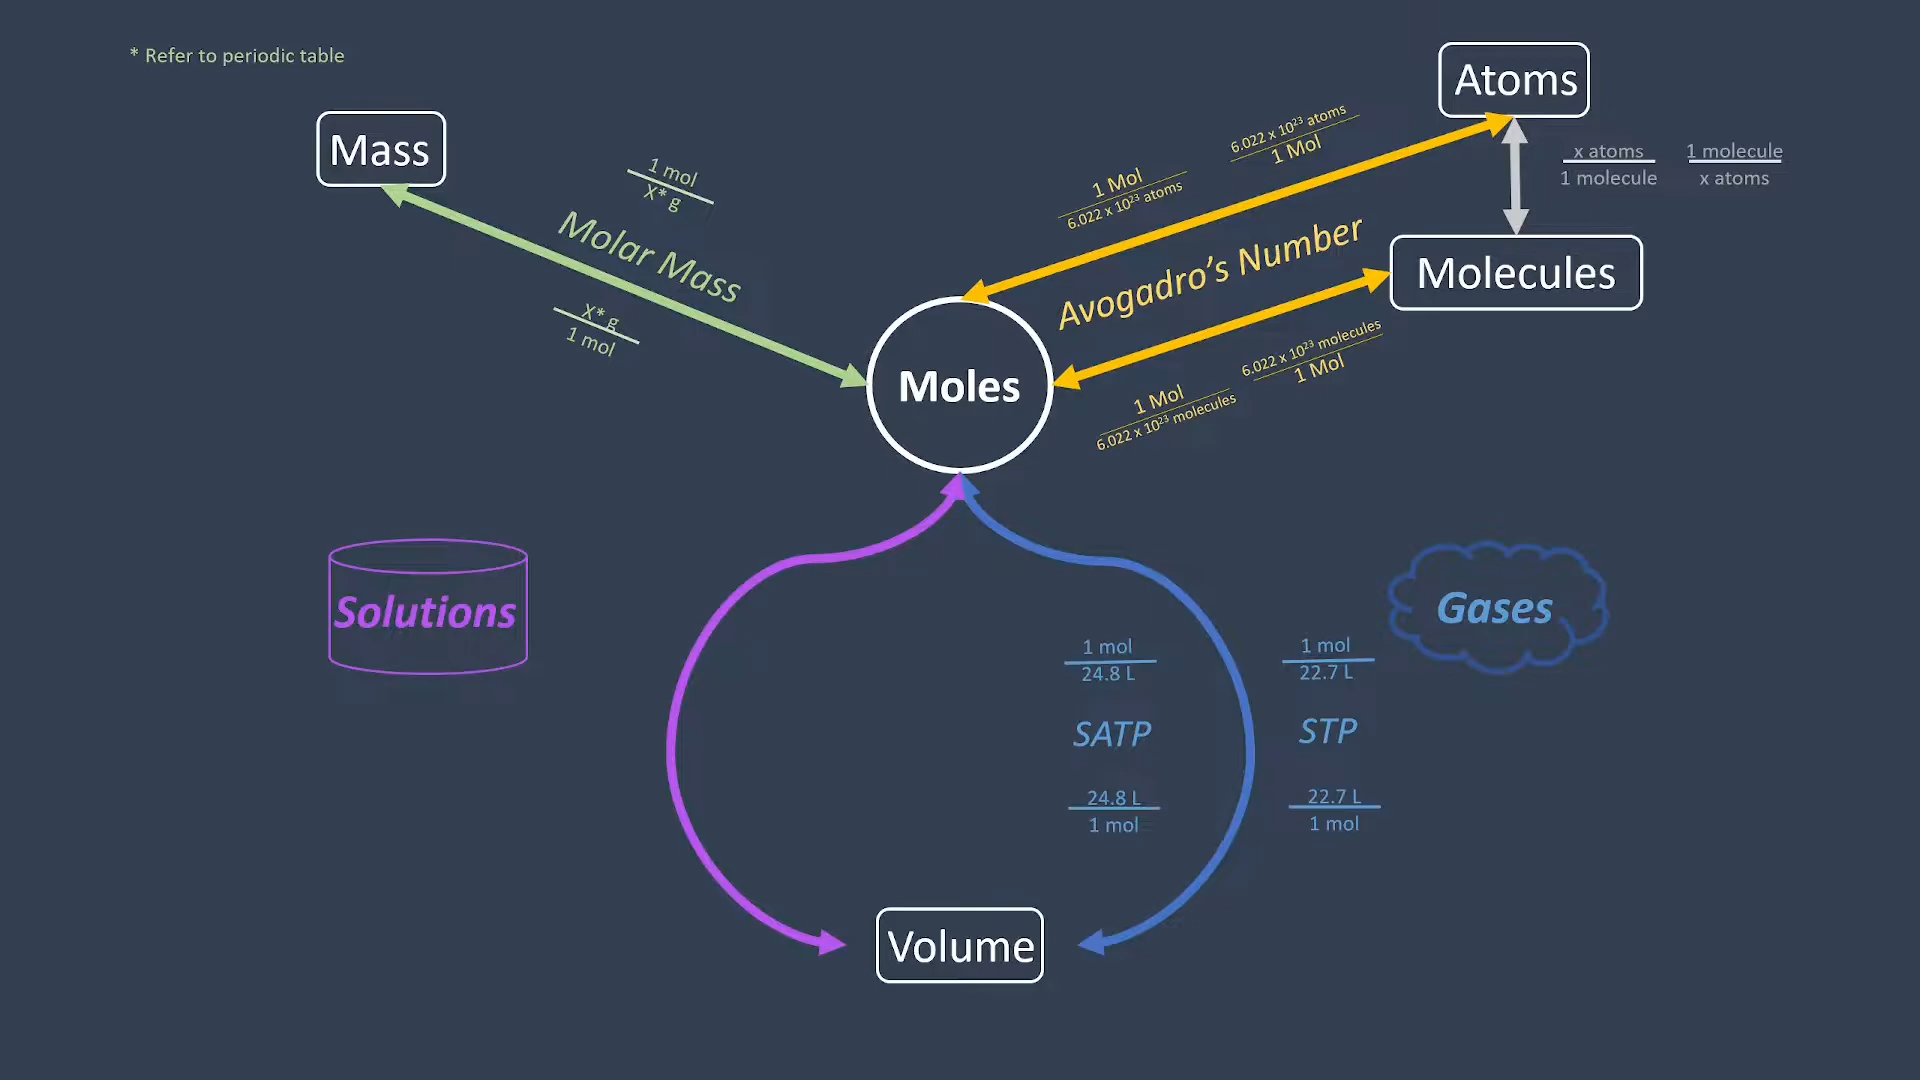 * Refer to periodic table
Mass
1 mol
X* g
Molar Mass
X* g
1 mol
Moles
1 Mol
6.022 x 10²³ atoms
6.022 x 10²³ atoms
1 Mol
Avogadro’s Number
1 Mol
6.022 x 10²³ molecules
6.022 x 10²³ molecules
1 Mol
Atoms
x atoms
1 molecule
1 molecule
x atoms
Molecules
Solutions
Gases
1 mol
24.8 L
SATP
24.8 L
1 mol
1 mol
22.7 L
STP
22.7 L
1 mol
Volume